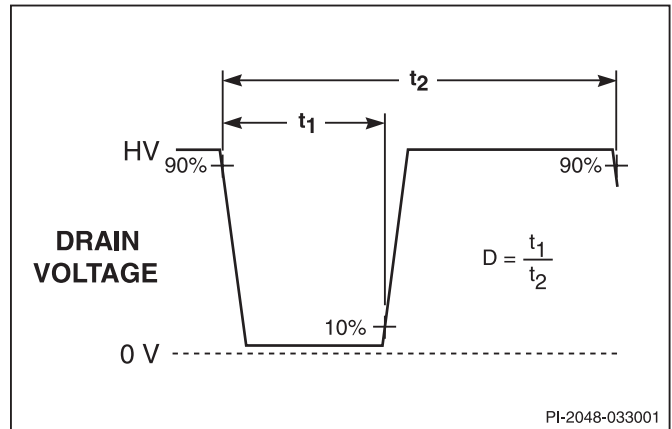 t2
t1
HV
90%
90%
DRAIN
VOLTAGE
D = t1
t2
10%
0 V
PI-2048-033001